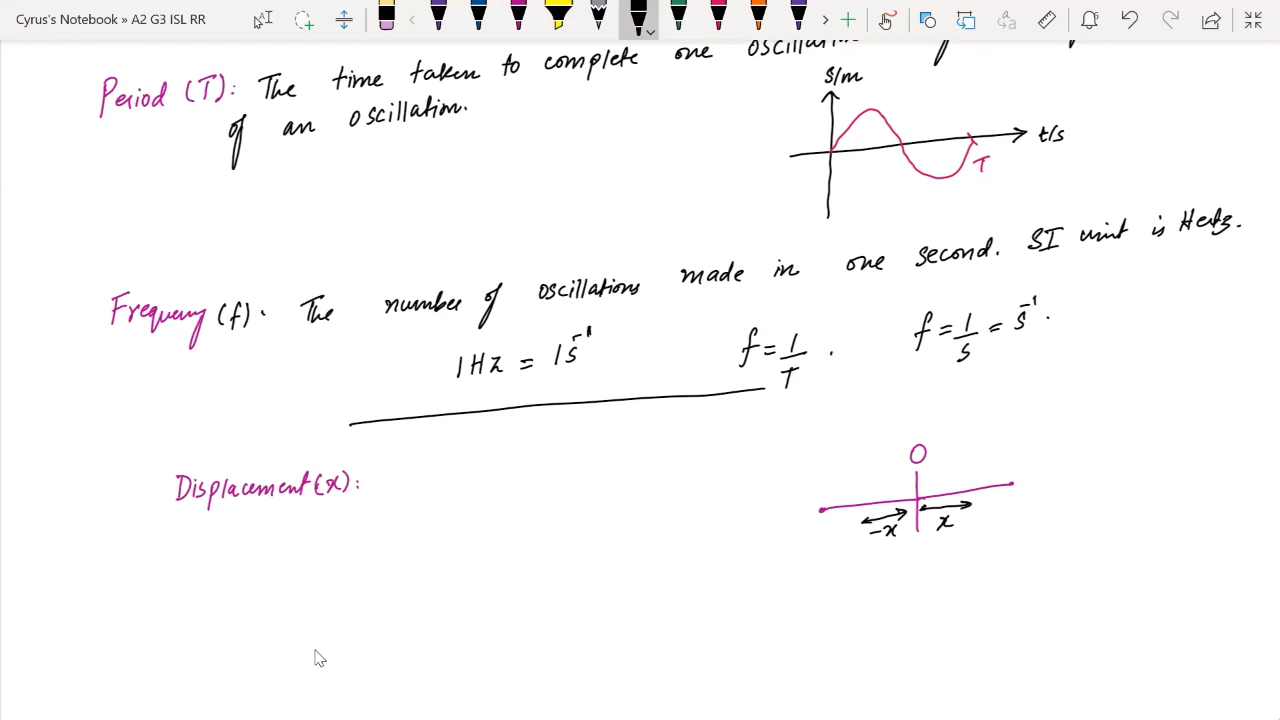 Cyrus's Notebook » A2 G3 ISL RR
Period (T): The time taken to complete one oscillation
of an oscillation.
S/m
t/s
T
Frequency (f). The number of oscillations made in one second. SI unit is Hertz.
1Hz = 1s⁻¹ f = 1/T . f = 1/s = s⁻¹.
Displacement (x):
O
-x x